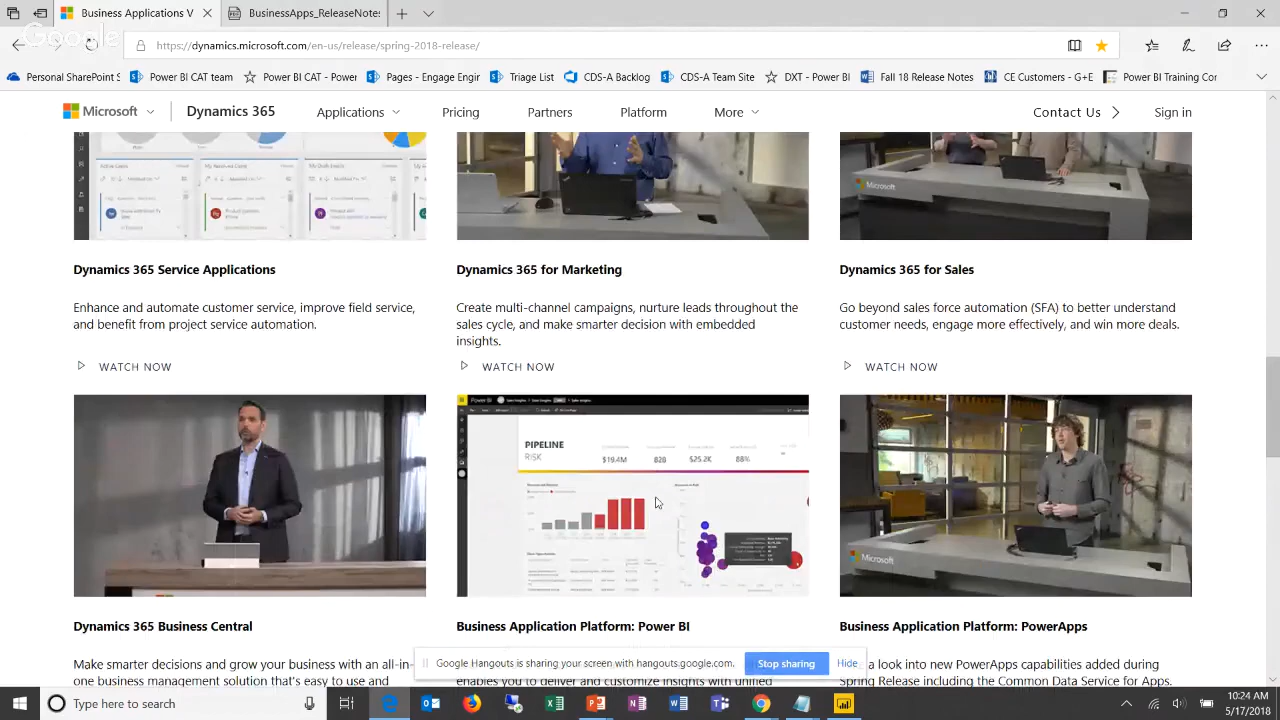 Business Applications V
BusinessApps_ReleaseNotes
Google
https://dynamics.microsoft.com/en-us/release/spring-2018-release/
Personal SharePoint S
Power BI CAT team
Power BI CAT - Power
Pages - Engage Engir
Triage List
CDS-A Backlog
CDS-A Team Site
DXT - Power BI
Fall 18 Release Notes
CE Customers - G+E
Power BI Training Cor
Microsoft
Dynamics 365
Applications
Pricing
Partners
Platform
More
Contact Us
Sign in
Microsoft
Dynamics 365 Service Applications
Enhance and automate customer service, improve field service,
and benefit from project service automation.
WATCH NOW
Dynamics 365 for Marketing
Create multi-channel campaigns, nurture leads throughout the
sales cycle, and make smarter decision with embedded
insights.
WATCH NOW
Dynamics 365 for Sales
Go beyond sales force automation (SFA) to better understand
customer needs, engage more effectively, and win more deals.
WATCH NOW
Power BI
PIPELINE
RISK
$19.4M
828
$25.2K
88%
Microsoft
Dynamics 365 Business Central
Make smarter decisions and grow your business with an all-in-
one business management solution that's easy to use and
Business Application Platform: Power BI
enables you to deliver and customize insights with unified
Business Application Platform: PowerApps
a look into new PowerApps capabilities added during
Spring Release including the Common Data Service for Apps.
Google Hangouts is sharing your screen with hangouts.google.com.
Stop sharing
Hide
Type here to search
10:24 AM
5/17/2018